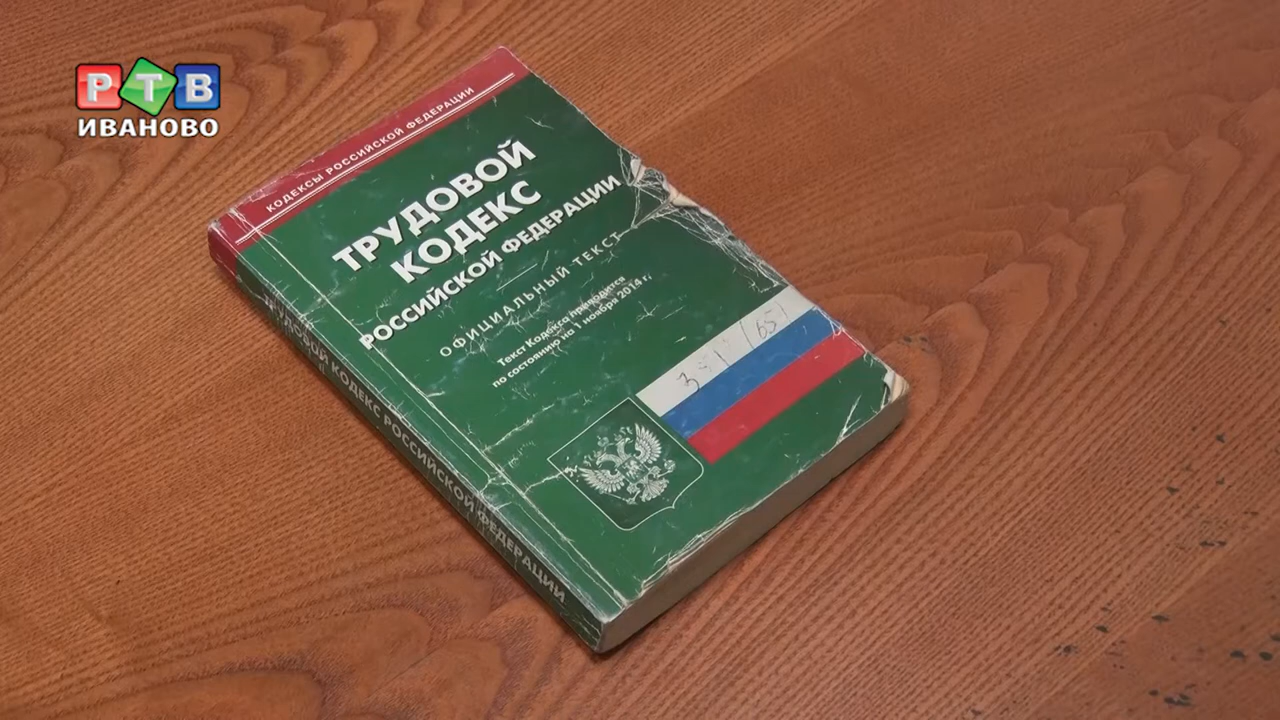 РТВ
ИВАНОВО
КОДЕКСЫ РОССИЙСКОЙ ФЕДЕРАЦИИ
ТРУДОВОЙ
КОДЕКС
РОССИЙСКОЙ ФЕДЕРАЦИИ
ОФИЦИАЛЬНЫЙ ТЕКСТ
Текст Кодекса приводится
по состоянию на 1 ноября 2014 г.
(65)
ТРУДОВОЙ КОДЕКС РОССИЙСКОЙ ФЕДЕРАЦИИ